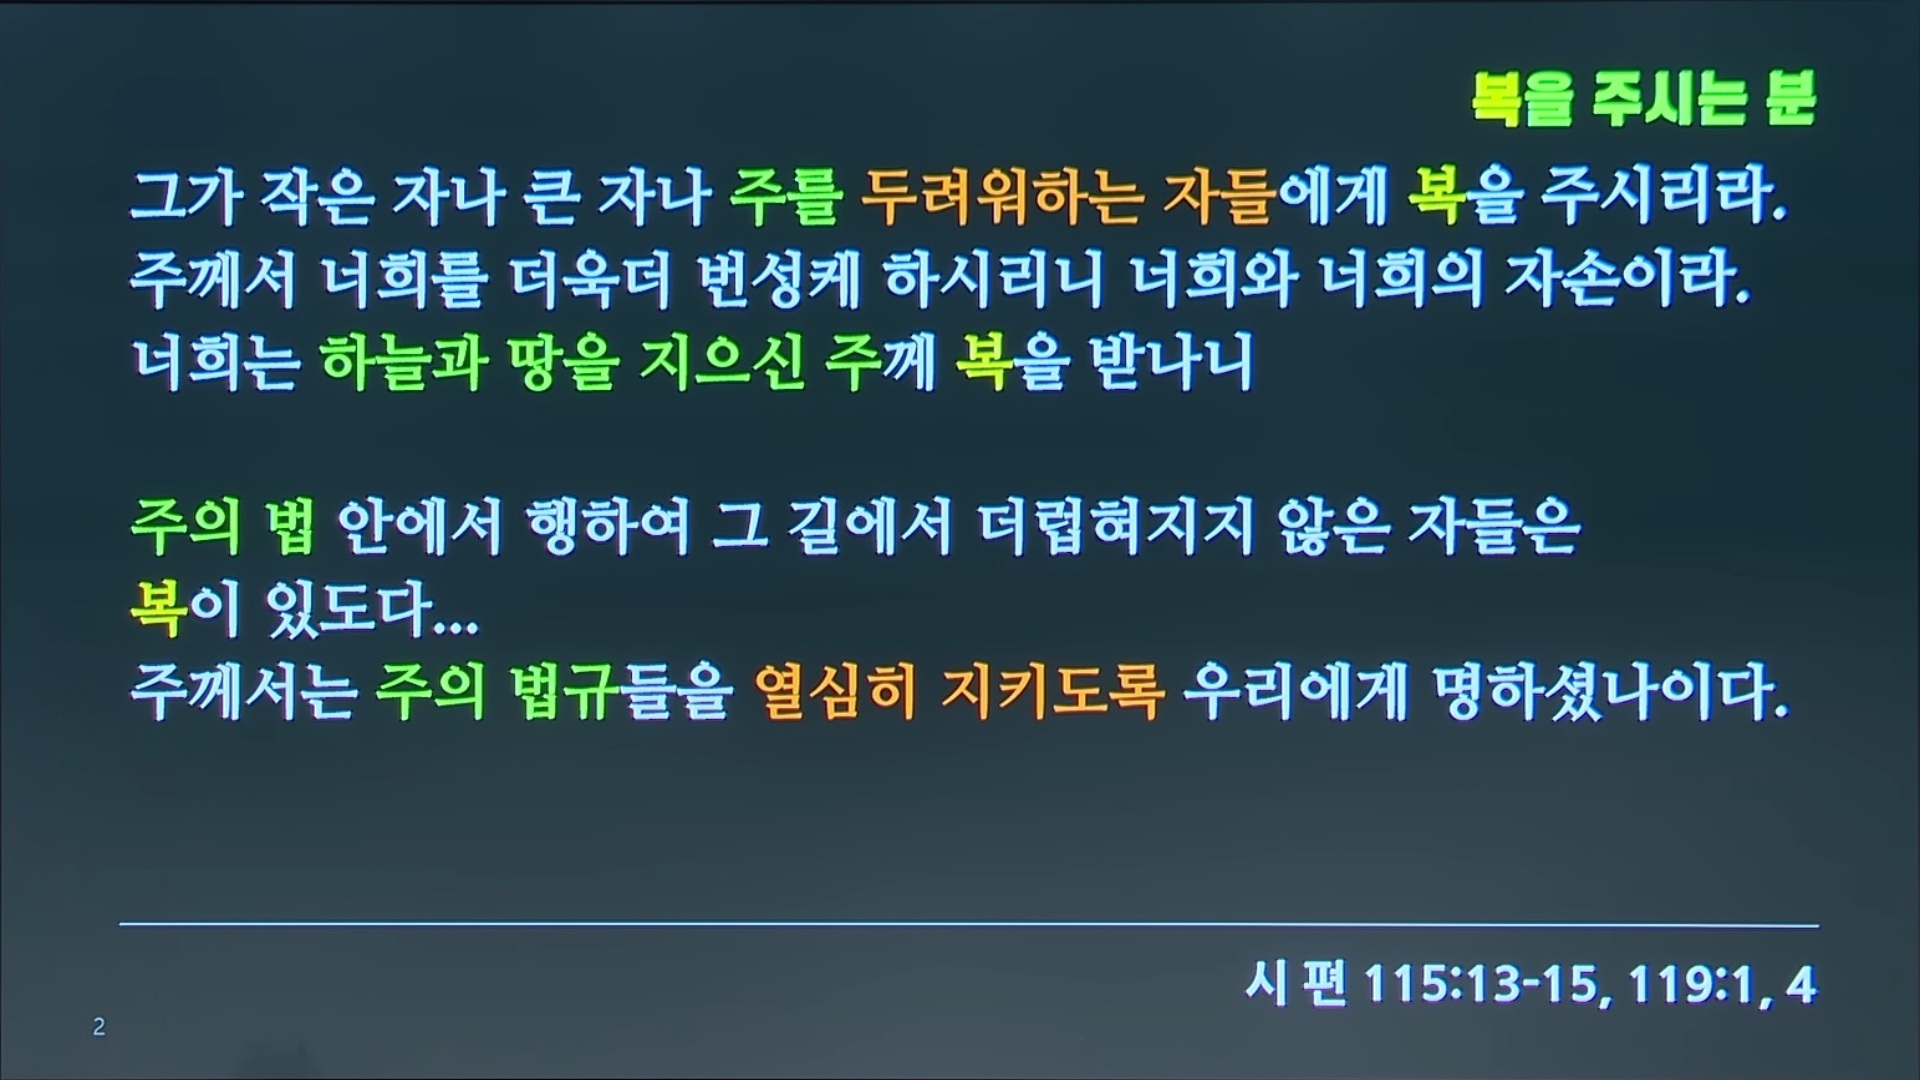 복을 주시는 분
그가 작은 자나 큰 자나 주를 두려워하는 자들에게 복을 주시리라.
주께서 너희를 더욱더 번성케 하시리니 너희와 너희의 자손이라.
너희는 하늘과 땅을 지으신 주께 복을 받나니
주의 법 안에서 행하여 그 길에서 더럽혀지지 않은 자들은
복이 있도다...
주께서는 주의 법규들을 열심히 지키도록 우리에게 명하셨나이다.
시 편 115:13-15, 119:1, 4
2